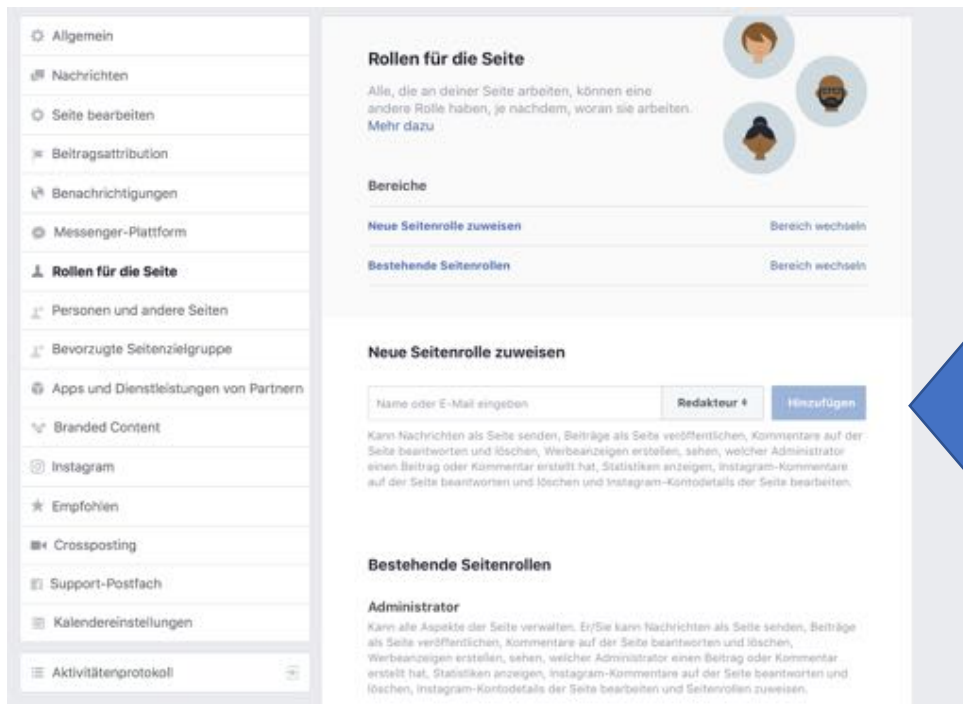 Allgemein
Nachrichten
Seite bearbeiten
Beitragsattribution
Benachrichtigungen
Messenger-Plattform
Rollen für die Seite
Personen und andere Seiten
Bevorzugte Seitenzielgruppe
Apps und Dienstleistungen von Partnern
Branded Content
Instagram
Empfohlen
Crossposting
Support-Postfach
Kalendereinstellungen
Aktivitätenprotokoll
Rollen für die Seite
Alle, die an deiner Seite arbeiten, können eine
andere Rolle haben, je nachdem, woran sie arbeiten.
Mehr dazu
Bereiche
Neue Seitenrolle zuweisen Bereich wechseln
Bestehende Seitenrollen Bereich wechseln
Neue Seitenrolle zuweisen
Name oder E-Mail eingeben Redakteur Hinzufügen
Kann Nachrichten als Seite senden, Beiträge als Seite veröffentlichen, Kommentare auf der
Seite beantworten und löschen, Werbeanzeigen erstellen, sehen, welcher Administrator
einen Beitrag oder Kommentar erstellt hat, Statistiken anzeigen, Instagram-Kommentare
auf der Seite beantworten und löschen und Instagram-Kontodetails der Seite bearbeiten.
Bestehende Seitenrollen
Administrator
Kann alle Aspekte der Seite verwalten. Er/Sie kann Nachrichten als Seite senden, Beiträge
als Seite veröffentlichen, Kommentare auf der Seite beantworten und löschen,
Werbeanzeigen erstellen, sehen, welcher Administrator einen Beitrag oder Kommentar
erstellt hat, Statistiken anzeigen, Instagram-Kommentare auf der Seite beantworten und
löschen, Instagram-Kontodetails der Seite bearbeiten und Seitenrollen zuweisen.